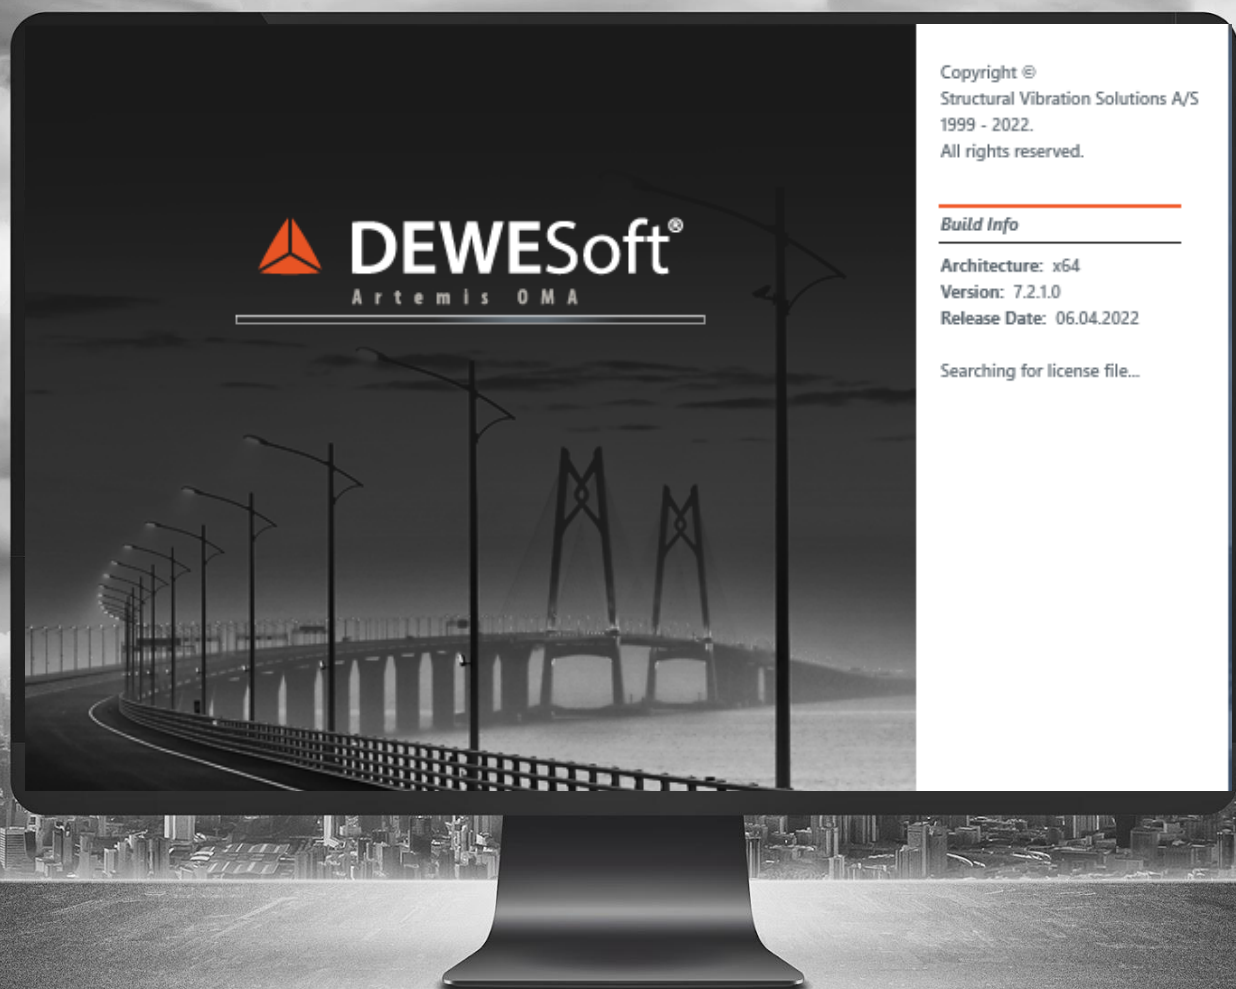 DEWESoft®
Artemis OMA
Copyright ©
Structural Vibration Solutions A/S
1999 - 2022.
All rights reserved.
Build Info
Architecture: x64
Version: 7.2.1.0
Release Date: 06.04.2022
Searching for license file...